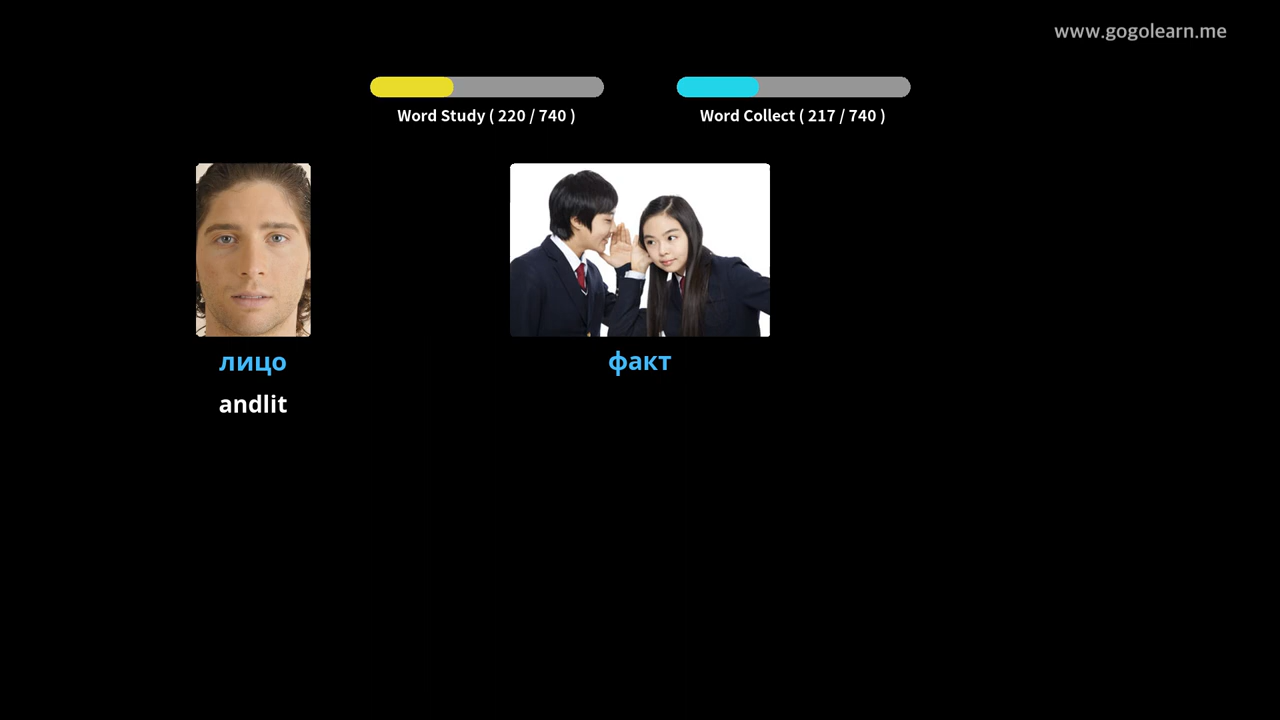 www.gogolearn.me
Word Study ( 220 / 740 )
Word Collect ( 217 / 740 )
лицо
факт
andlit